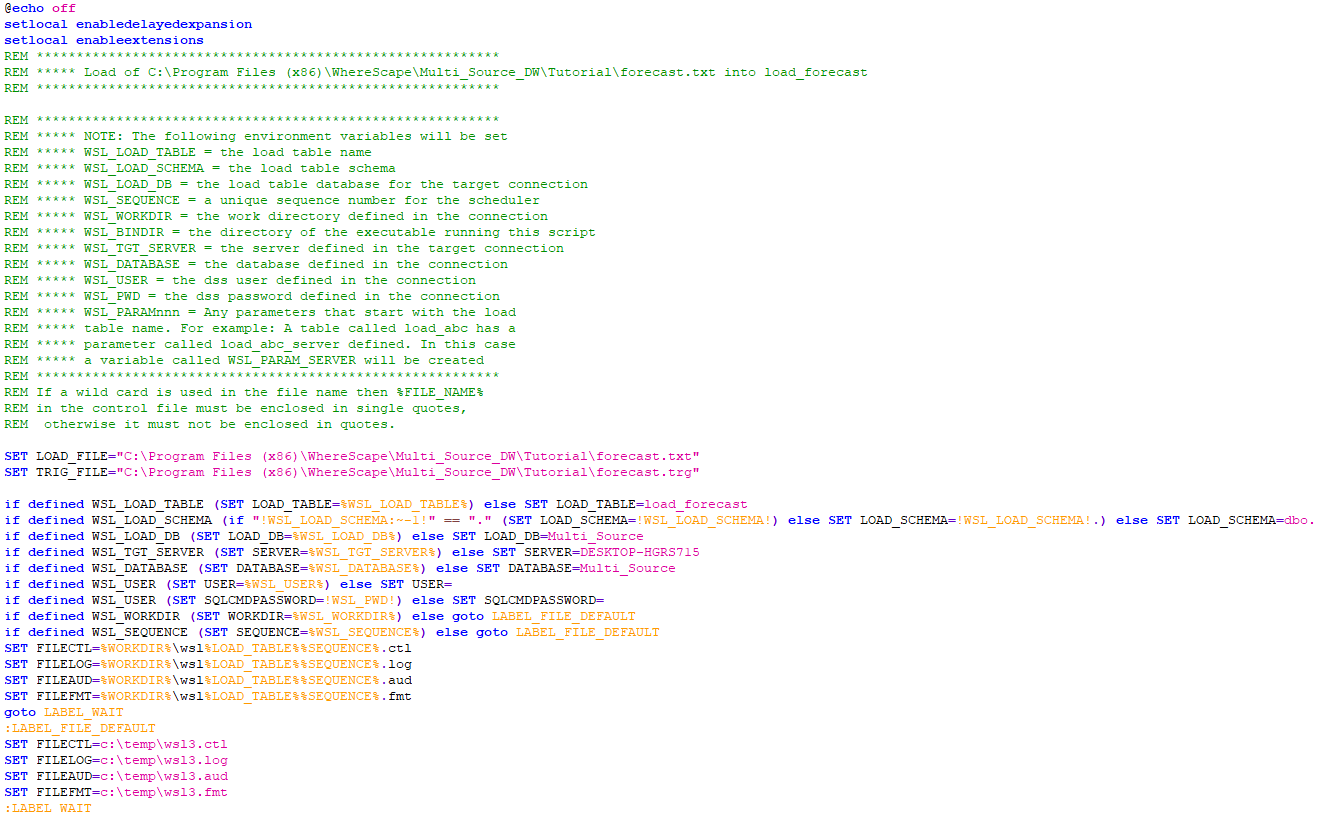 @echo off
setlocal enabledelayedexpansion
setlocal enableextensions
REM **********************************************************
REM ***** Load of C:\Program Files (x86)\WhereScape\Multi_Source_DW\Tutorial\forecast.txt into load_forecast
REM **********************************************************
REM **********************************************************
REM ***** NOTE: The following environment variables will be set
REM ***** WSL_LOAD_TABLE = the load table name
REM ***** WSL_LOAD_SCHEMA = the load table schema
REM ***** WSL_LOAD_DB = the load table database for the target connection
REM ***** WSL_SEQUENCE = a unique sequence number for the scheduler
REM ***** WSL_WORKDIR = the work directory defined in the connection
REM ***** WSL_BINDIR = the directory of the executable running this script
REM ***** WSL_TGT_SERVER = the server defined in the target connection
REM ***** WSL_DATABASE = the database defined in the connection
REM ***** WSL_USER = the dss user defined in the connection
REM ***** WSL_PWD = the dss password defined in the connection
REM ***** WSL_PARAMnnn = Any parameters that start with the load
REM ***** table name. For example: A table called load_abc has a
REM ***** parameter called load_abc_server defined. In this case
REM ***** a variable called WSL_PARAM_SERVER will be created
REM **********************************************************
REM If a wild card is used in the file name then %FILE_NAME%
REM in the control file must be enclosed in single quotes,
REM  otherwise it must not be enclosed in quotes.
SET LOAD_FILE="C:\Program Files (x86)\WhereScape\Multi_Source_DW\Tutorial\forecast.txt"
SET TRIG_FILE="C:\Program Files (x86)\WhereScape\Multi_Source_DW\Tutorial\forecast.trg"
if defined WSL_LOAD_TABLE (SET LOAD_TABLE=%WSL_LOAD_TABLE%) else SET LOAD_TABLE=load_forecast
if defined WSL_LOAD_SCHEMA (if "!WSL_LOAD_SCHEMA:~-1!" == "." (SET LOAD_SCHEMA=!WSL_LOAD_SCHEMA!) else SET LOAD_SCHEMA=!WSL_LOAD_SCHEMA!.) else SET LOAD_SCHEMA=dbo.
if defined WSL_LOAD_DB (SET LOAD_DB=%WSL_LOAD_DB%) else SET LOAD_DB=Multi_Source
if defined WSL_TGT_SERVER (SET SERVER=%WSL_TGT_SERVER%) else SET SERVER=DESKTOP-HGRS715
if defined WSL_DATABASE (SET DATABASE=%WSL_DATABASE%) else SET DATABASE=Multi_Source
if defined WSL_USER (SET USER=%WSL_USER%) else SET USER=
if defined WSL_USER (SET SQLCMDPASSWORD=!WSL_PWD!) else SET SQLCMDPASSWORD=
if defined WSL_WORKDIR (SET WORKDIR=%WSL_WORKDIR%) else goto LABEL_FILE_DEFAULT
if defined WSL_SEQUENCE (SET SEQUENCE=%WSL_SEQUENCE%) else goto LABEL_FILE_DEFAULT
SET FILECTL=%WORKDIR%\wsl%LOAD_TABLE%%SEQUENCE%.ctl
SET FILELOG=%WORKDIR%\wsl%LOAD_TABLE%%SEQUENCE%.log
SET FILEAUD=%WORKDIR%\wsl%LOAD_TABLE%%SEQUENCE%.aud
SET FILEFMT=%WORKDIR%\wsl%LOAD_TABLE%%SEQUENCE%.fmt
goto LABEL_WAIT
:LABEL_FILE_DEFAULT
SET FILECTL=c:\temp\wsl3.ctl
SET FILELOG=c:\temp\wsl3.log
SET FILEAUD=c:\temp\wsl3.aud
SET FILEFMT=c:\temp\wsl3.fmt
:LABEL_WAIT